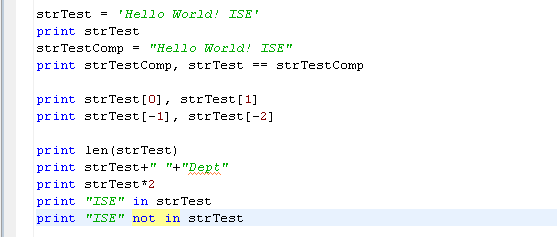 strTest = 'Hello World! ISE'
print strTest
strTestComp = "Hello World! ISE"
print strTestComp, strTest == strTestComp
print strTest[0], strTest[1]
print strTest[-1], strTest[-2]
print len(strTest)
print strTest+" "+"Dept"
print strTest*2
print "ISE" in strTest
print "ISE" not in strTest